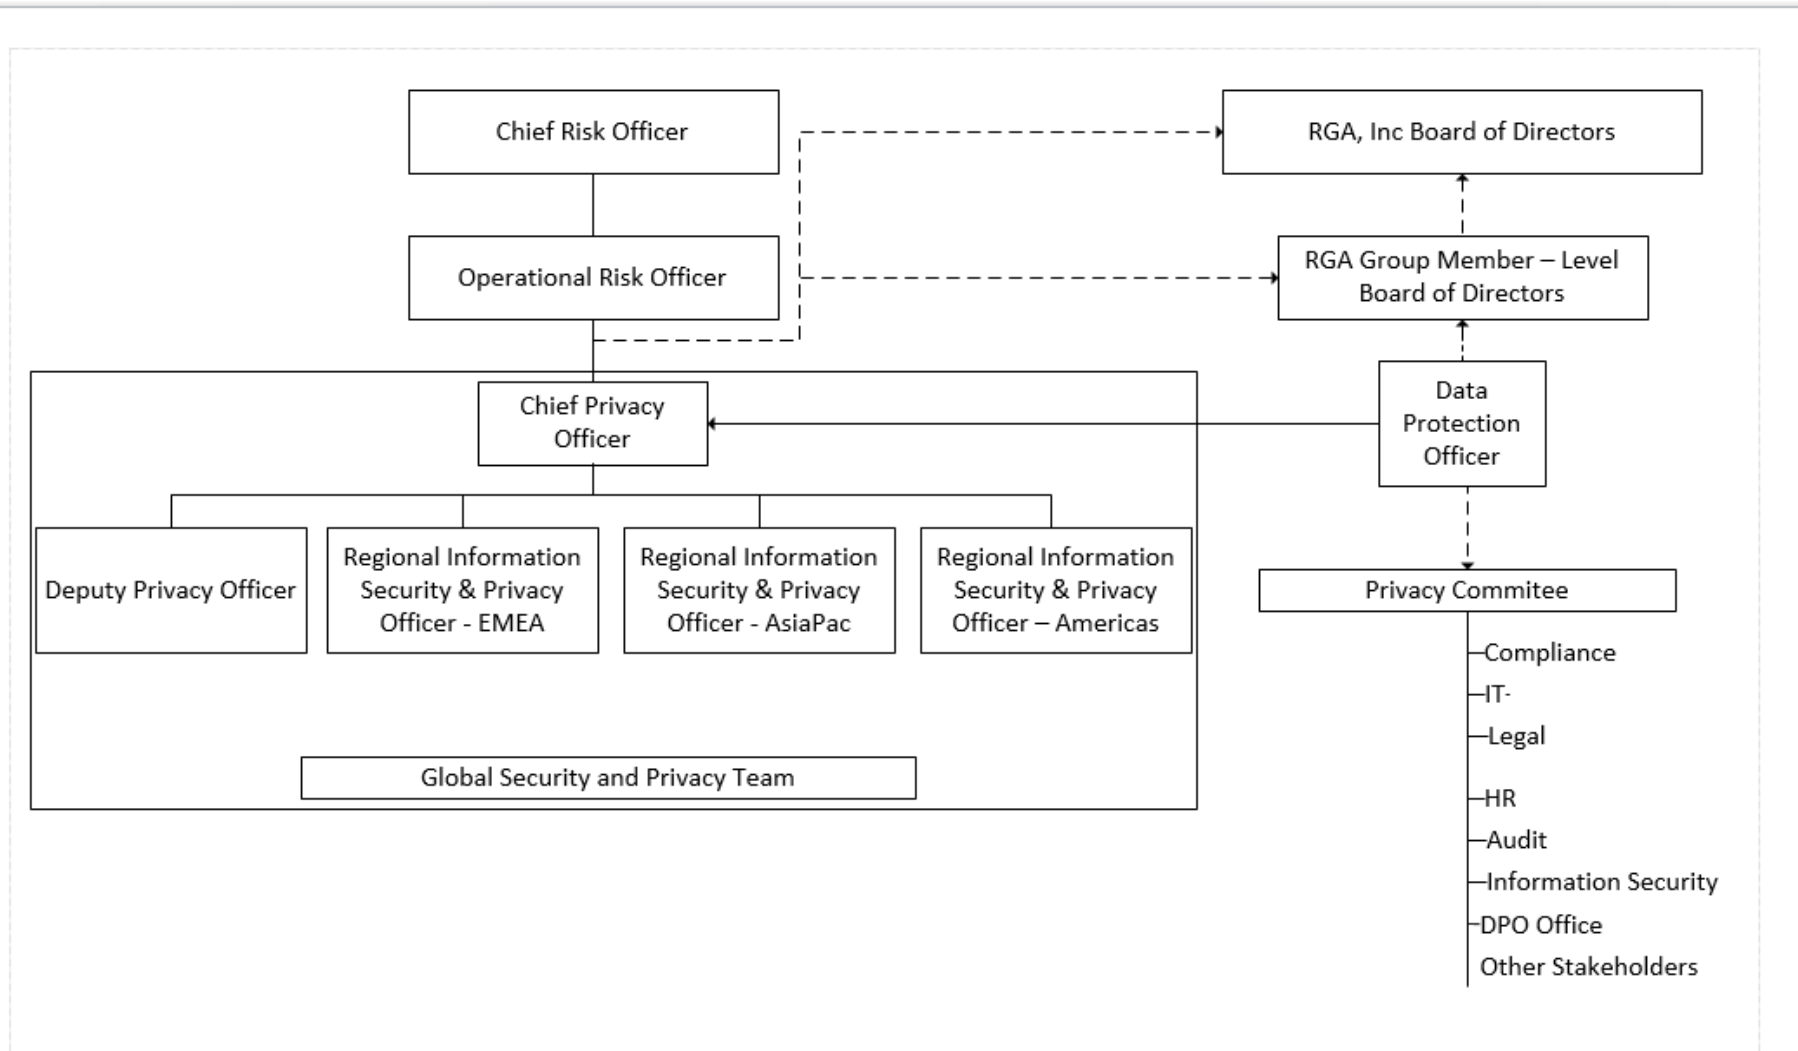 Chief Risk Officer
RGA, Inc Board of Directors
Operational Risk Officer
RGA Group Member – Level
Board of Directors
Chief Privacy
Officer
Data
Protection
Officer
Deputy Privacy Officer
Regional Information
Security & Privacy
Officer - EMEA
Regional Information
Security & Privacy
Officer - AsiaPac
Regional Information
Security & Privacy
Officer – Americas
Privacy Commitee
Compliance
IT-
Legal
HR
Audit
Information Security
DPO Office
Other Stakeholders
Global Security and Privacy Team